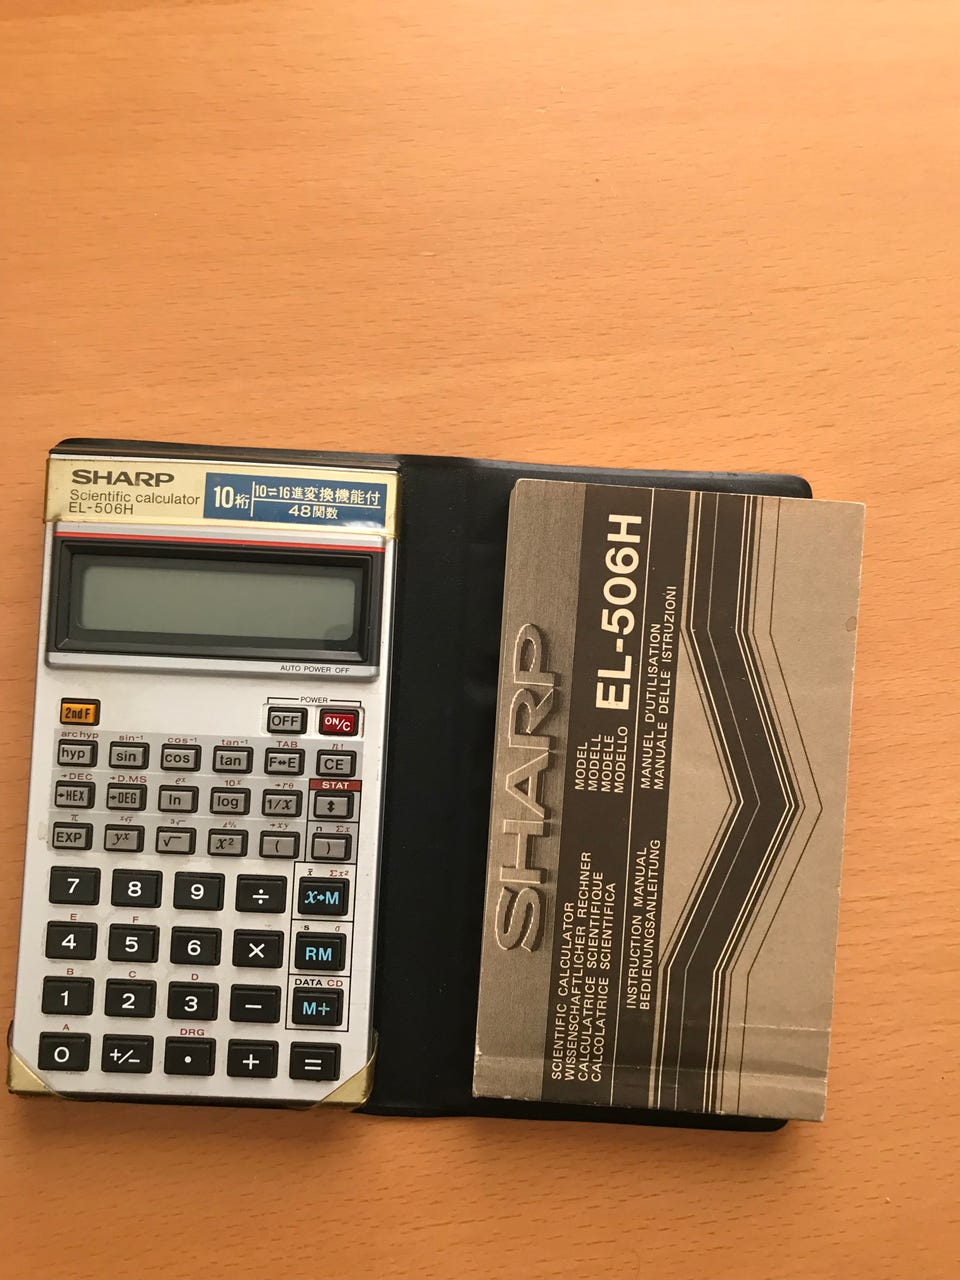 SHARP
Scientific calculator
EL-506H
10桁
10⇌16進変換機能付
48関数
AUTO POWER OFF
POWER
2ndF OFF ON/C
arc hyp sin⁻¹ cos⁻¹ tan⁻¹ TAB n!
hyp sin cos tan F↔E CE
→DEC →D.MS eˣ 10ˣ →rθ STAT
→HEX →DEG ln log 1/x ⬍
π ˣ√y ³√ →xy n Σx
EXP yˣ √ x² ( )
x̄ Σx²
7 8 9 ÷ x→M
E F s σ
4 5 6 × RM
B C D DATA CD
1 2 3 − M+
A DRG
0 +/− • + =
SHARP
SCIENTIFIC CALCULATOR
WISSENSCHAFTLICHER RECHNER
CALCULATRICE SCIENTIFIQUE
CALCOLATRICE SCIENTIFICA
MODEL
MODELL
MODÈLE
MODELLO
EL-506H
INSTRUCTION MANUAL
BEDIENUNGSANLEITUNG
MANUEL D'UTILISATION
MANUALE DELLE ISTRUZIONI